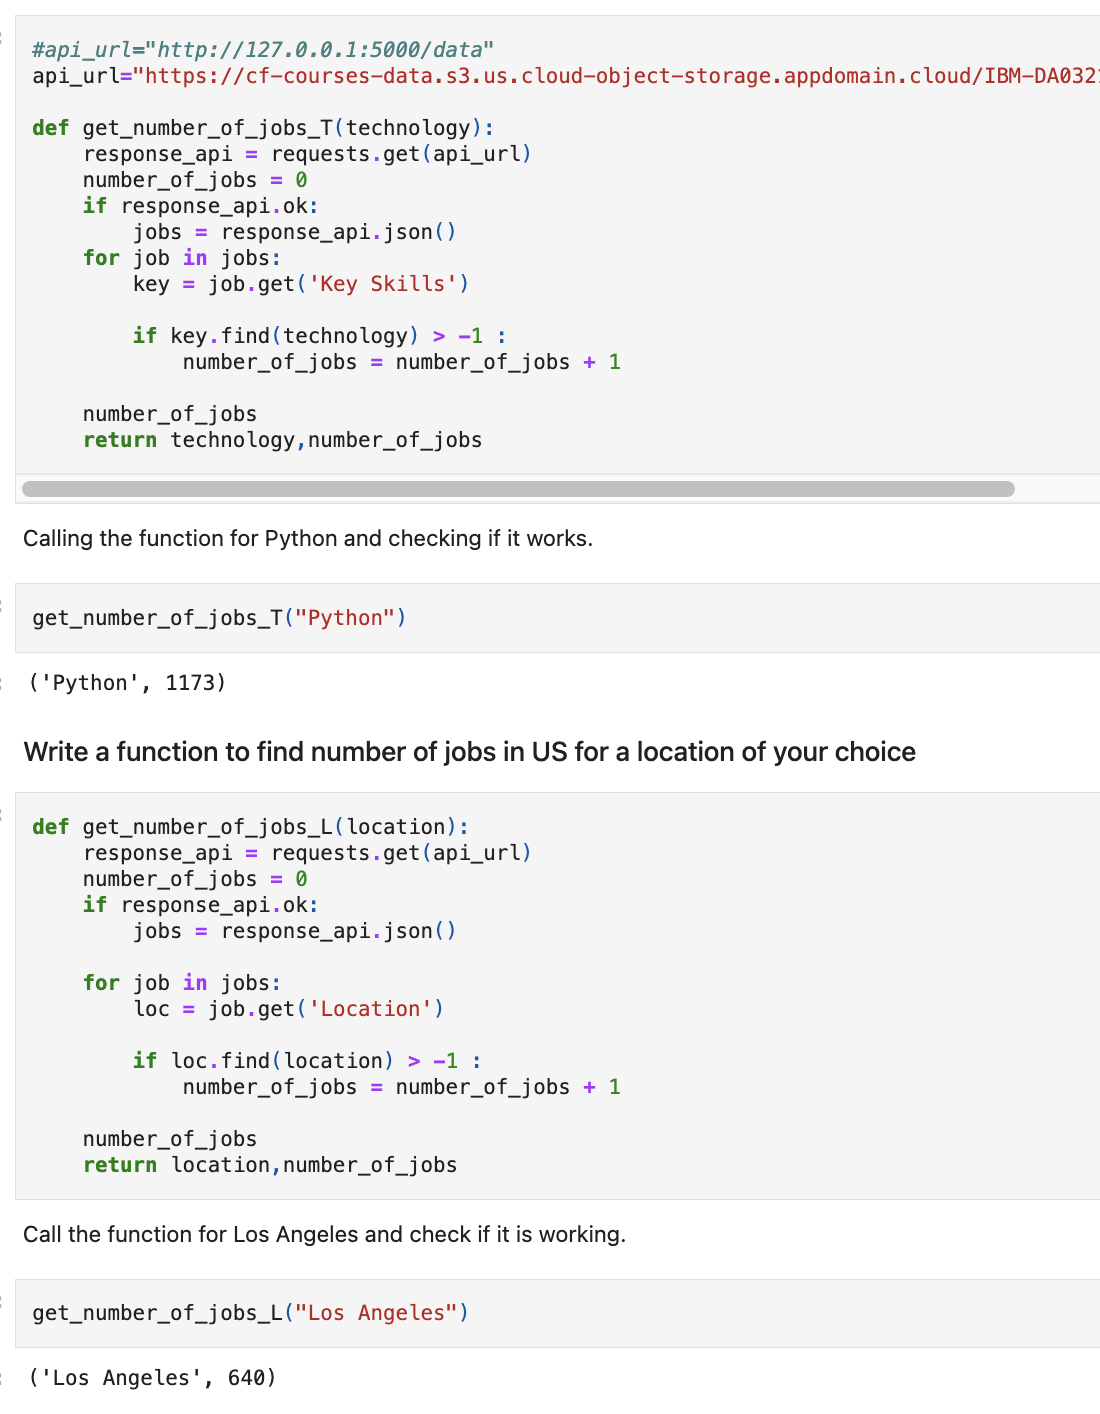 #api_url="http://127.0.0.1:5000/data"
api_url="https://cf-courses-data.s3.us.cloud-object-storage.appdomain.cloud/IBM-DA032
def get_number_of_jobs_T(technology):
    response_api = requests.get(api_url)
    number_of_jobs = 0
    if response_api.ok:
        jobs = response_api.json()
    for job in jobs:
        key = job.get('Key Skills')
        if key.find(technology) > -1 :
            number_of_jobs = number_of_jobs + 1
    number_of_jobs
    return technology,number_of_jobs
Calling the function for Python and checking if it works.
get_number_of_jobs_T("Python")
('Python', 1173)
Write a function to find number of jobs in US for a location of your choice
def get_number_of_jobs_L(location):
    response_api = requests.get(api_url)
    number_of_jobs = 0
    if response_api.ok:
        jobs = response_api.json()
    for job in jobs:
        loc = job.get('Location')
        if loc.find(location) > -1 :
            number_of_jobs = number_of_jobs + 1
    number_of_jobs
    return location,number_of_jobs
Call the function for Los Angeles and check if it is working.
get_number_of_jobs_L("Los Angeles")
('Los Angeles', 640)